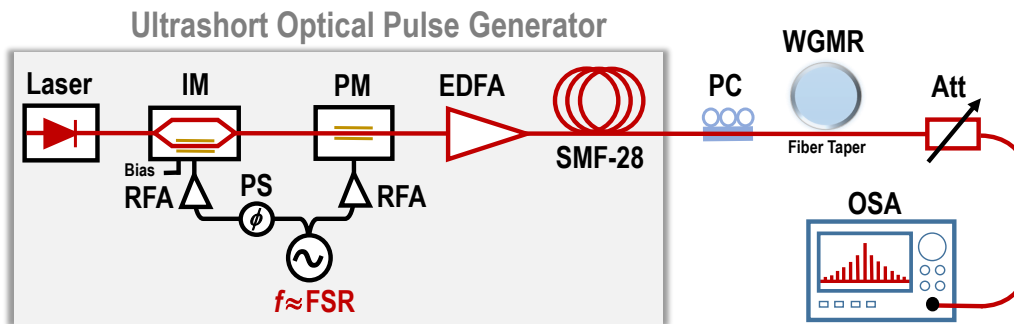 Ultrashort Optical Pulse Generator
Laser
IM
PM
EDFA
SMF-28
PC
WGMR
Fiber Taper
Att
Bias
RFA
PS
ϕ
RFA
f≈FSR
OSA